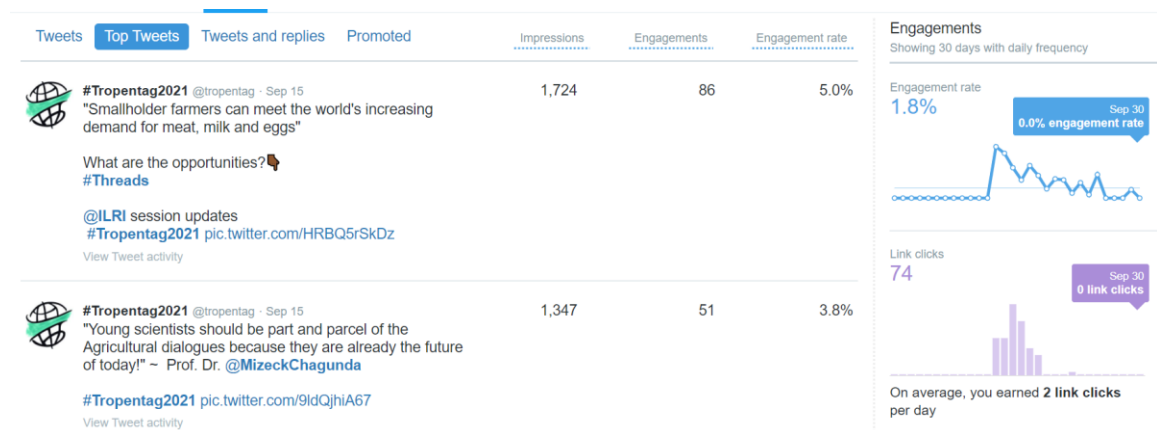 Tweets Top Tweets Tweets and replies Promoted Impressions Engagements Engagement rate
#Tropentag2021 @tropentag · Sep 15 1,724 86 5.0%
"Smallholder farmers can meet the world's increasing
demand for meat, milk and eggs"
What are the opportunities?👇🏿
#Threads
@ILRI session updates
#Tropentag2021 pic.twitter.com/HRBQ5rSkDz
View Tweet activity
#Tropentag2021 @tropentag · Sep 15 1,347 51 3.8%
"Young scientists should be part and parcel of the
Agricultural dialogues because they are already the future
of today!" ~ Prof. Dr. @MizeckChagunda
#Tropentag2021 pic.twitter.com/9ldQjhiA67
View Tweet activity
Engagements
Showing 30 days with daily frequency
Engagement rate
1.8%
Sep 30
0.0% engagement rate
Link clicks
74
Sep 30
0 link clicks
On average, you earned 2 link clicks
per day